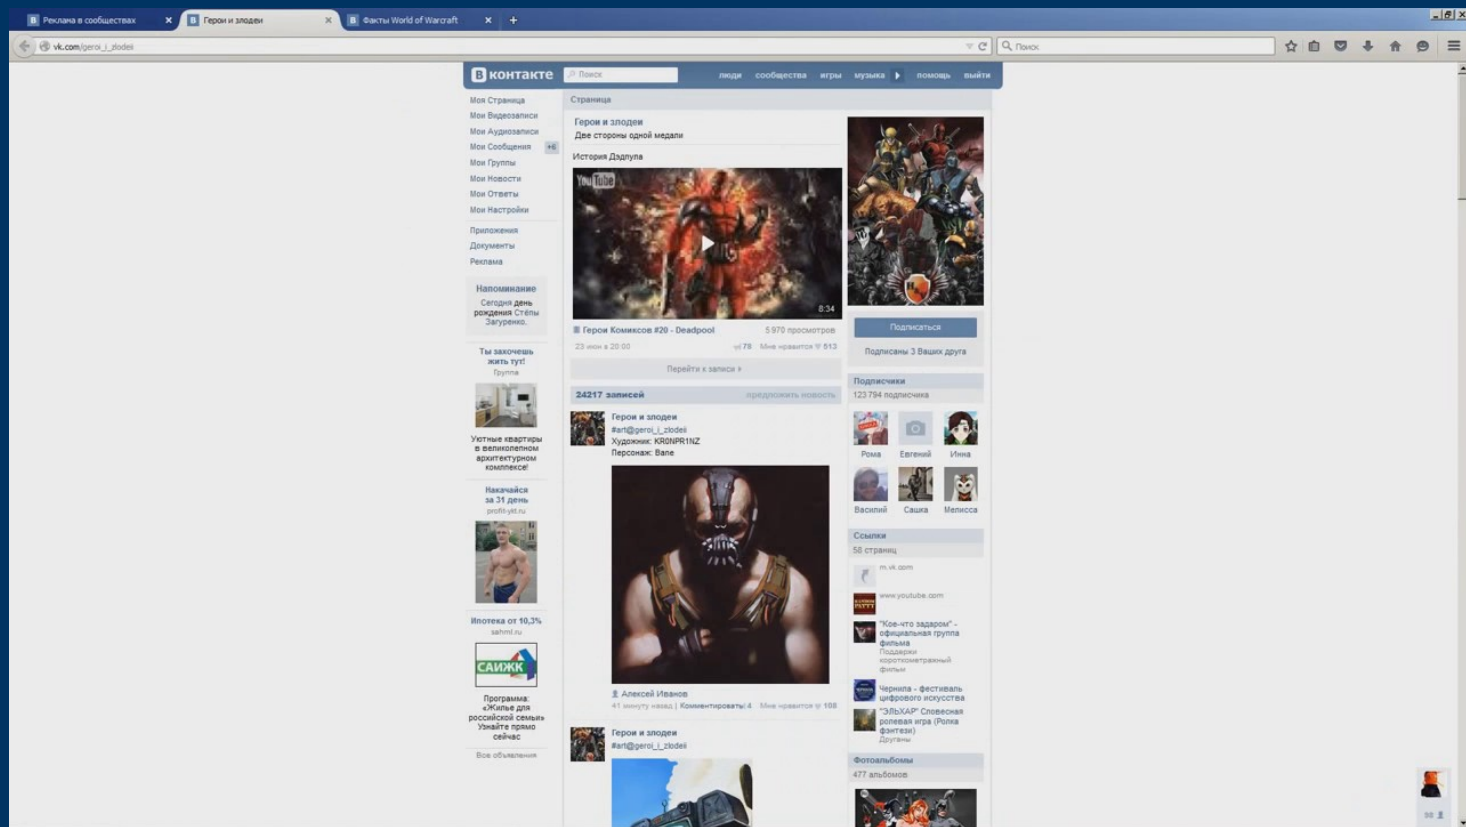 Реклама в сообществах
Герои и злодеи
Факты World of Warcraft
vk.com/geroi_i_zlodeii
Поиск
В контакте
Поиск
люди сообщества игры музыка помощь выйти
Моя Страница
Мои Видеозаписи
Мои Аудиозаписи
Мои Сообщения +6
Мои Группы
Мои Новости
Мои Ответы
Мои Настройки
Приложения
Документы
Реклама
Напоминание
Сегодня день
рождения Стёпы
Загуренко.
Ты захочешь
жить тут!
Группа
Уютные квартиры
в великолепном
архитектурном
комплексе!
Накачайся
за 31 день
profit-ykt.ru
Ипотека от 10,3%
sahml.ru
САИЖК
Программа:
«Жилье для
российской семьи»
Узнайте прямо
сейчас
Все объявления
Страница
Герои и злодеи
Две стороны одной медали
История Дэдпула
YouTube
8:34
Герои Комиксов #20 - Deadpool 5 970 просмотров
23 июн в 20:00 78 Мне нравится 513
Перейти к записи »
24217 записей предложить новость
Герои и злодеи
#art@geroi_i_zlodeii
Художник: KR0NPR1NZ
Персонаж: Bane
Алексей Иванов
41 минуту назад | Комментировать 4 Мне нравится 198
Герои и злодеи
#art@geroi_i_zlodeii
Подписаться
Подписаны 3 Ваших друга
Подписчики
123 794 подписчика
Рома Евгений Инна
Василий Сашка Мелисса
Ссылки
58 страниц
m.vk.com
www.youtube.com
"Кое-что задаром" -
официальная группа
фильма
Поддержи
короткометражный
фильм
Чернила - фестиваль
цифрового искусства
"ЭЛЬХАР" Словесная
ролевая игра (Ролка
фэнтези)
Друганы
Фотоальбомы
477 альбомов
98